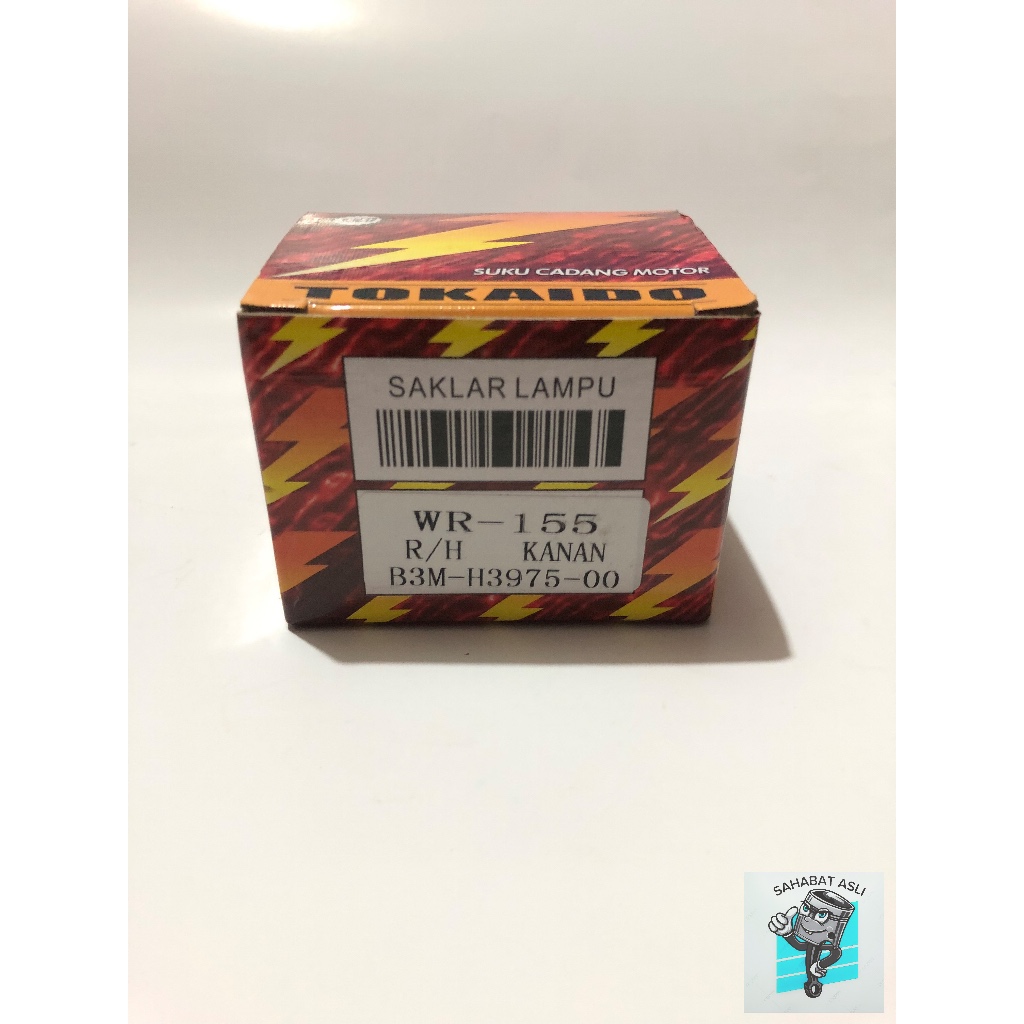 SUKU CADANG MOTOR
TOKAIDO
SAKLAR LAMPU
WR-155
R/H KANAN
B3M-H3975-00
SAHABAT ASLI